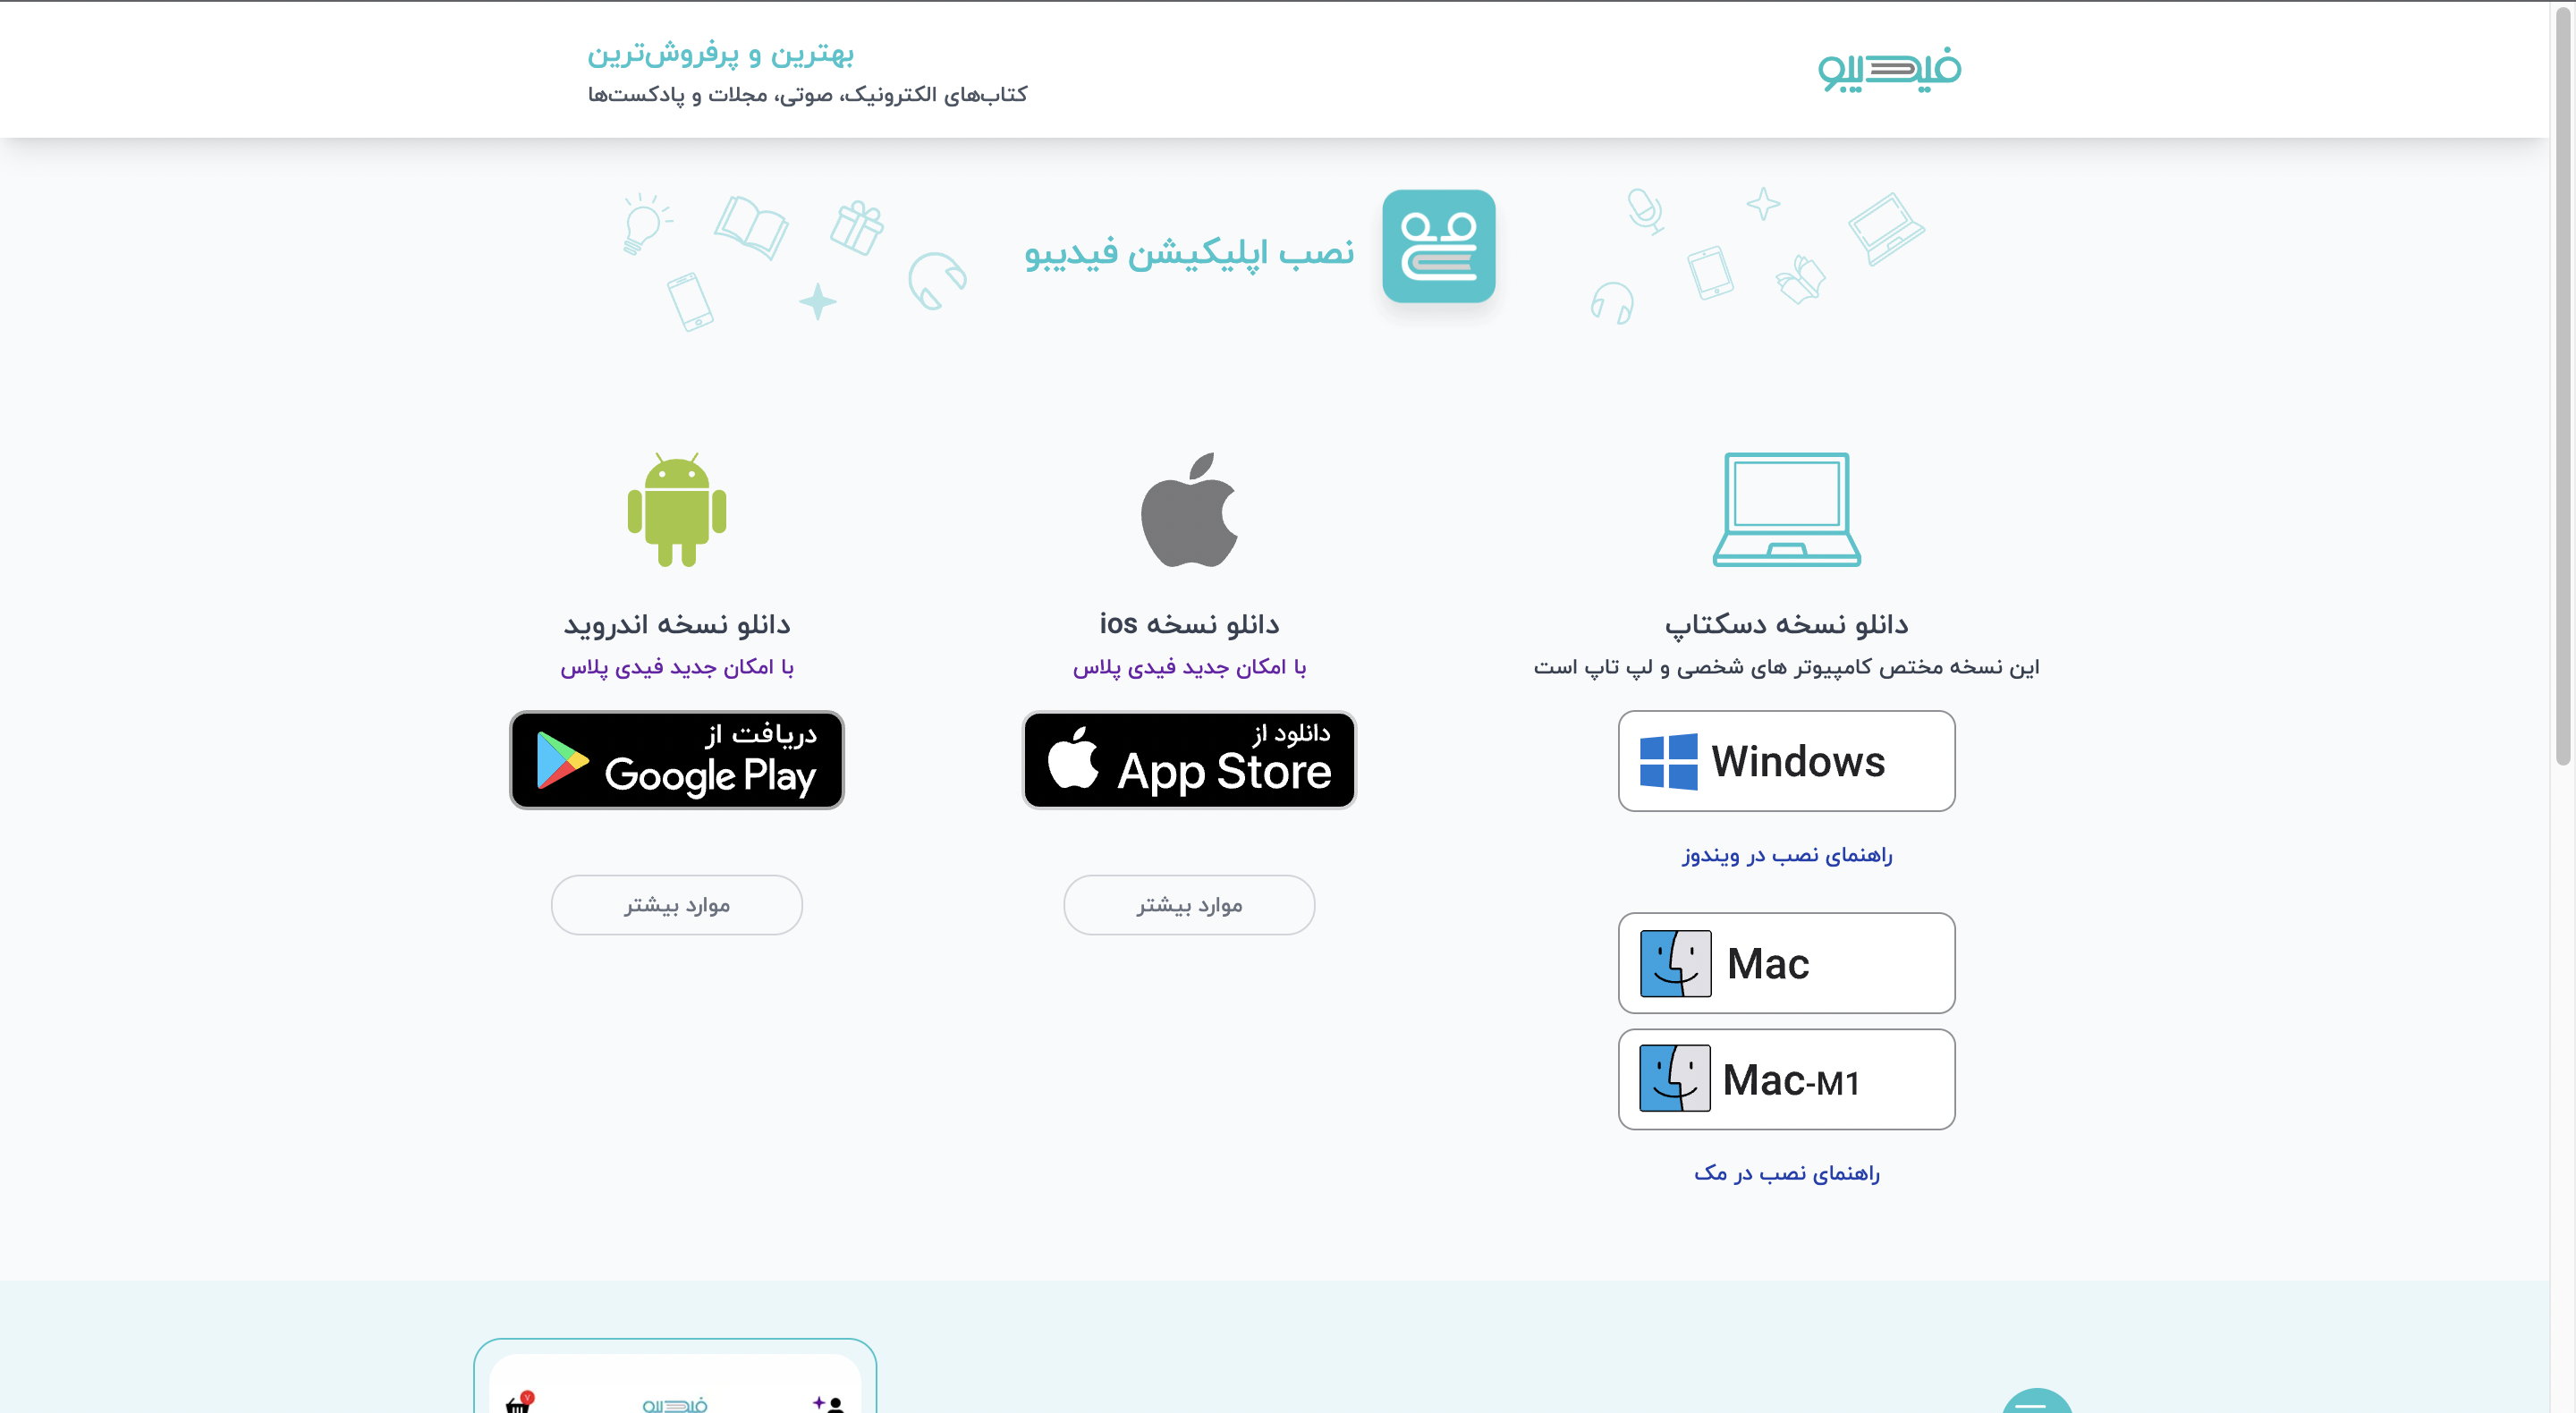 فیدیبو
بهترین و پرفروش‌ترین
کتاب‌های الکترونیک، صوتی، مجلات و پادکست‌ها
نصب اپلیکیشن فیدیبو
دانلو نسخه دسکتاپ
این نسخه مختص کامپیوتر های شخصی و لپ تاپ است
Windows
راهنمای نصب در ویندوز
Mac
Mac-M1
راهنمای نصب در مک
دانلو نسخه ios
با امکان جدید فیدی پلاس
دانلود از
App Store
موارد بیشتر
دانلو نسخه اندروید
با امکان جدید فیدی پلاس
دریافت از
Google Play
موارد بیشتر
فیدیبو
۷